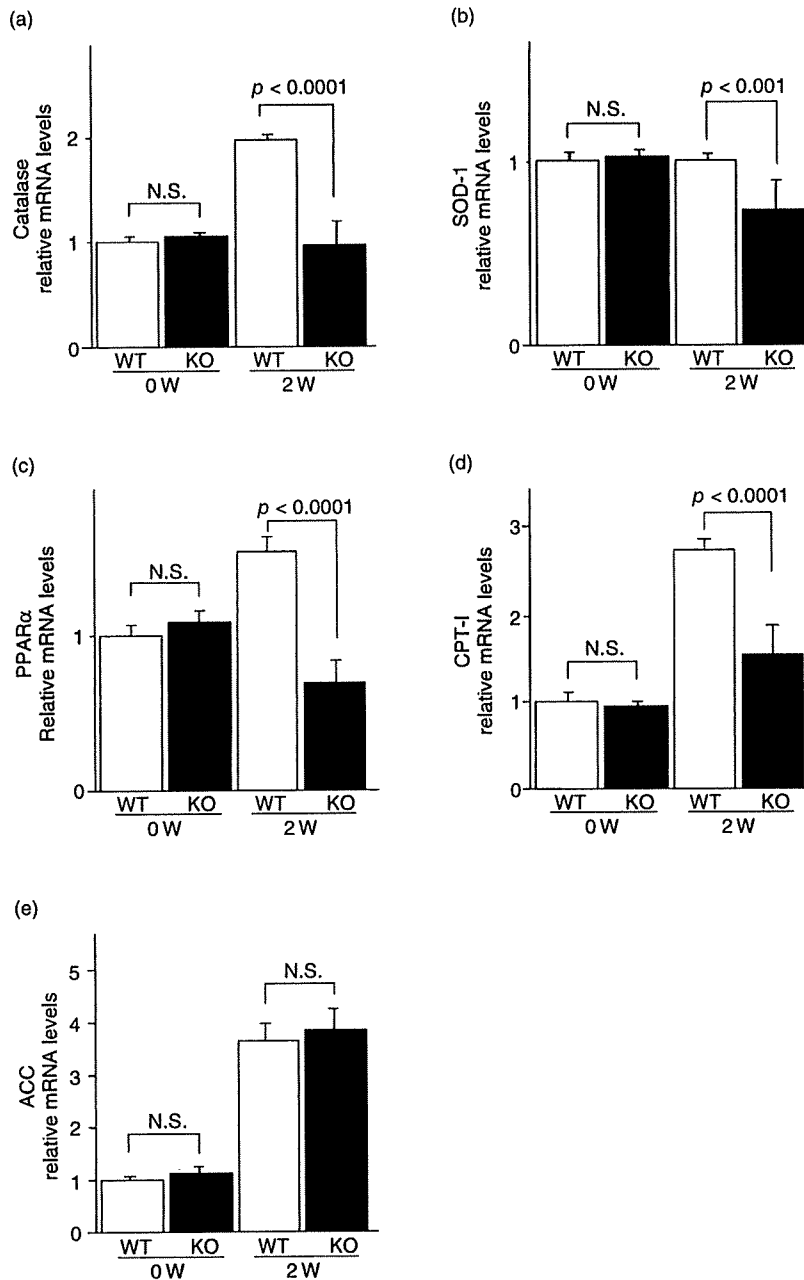 (a)
Catalase
relative mRNA levels
2
1
0
N.S.
p < 0.0001
WT KO WT KO
0 W 2 W
(b)
SOD-1
relative mRNA levels
1
0
N.S.
p < 0.001
WT KO WT KO
0 W 2 W
(c)
PPARα
Relative mRNA levels
1
0
N.S.
p < 0.0001
WT KO WT KO
0 W 2 W
(d)
CPT-I
relative mRNA levels
3
2
1
0
N.S.
p < 0.0001
WT KO WT KO
0 W 2 W
(e)
ACC
relative mRNA levels
5
4
3
2
1
0
N.S.
N.S.
WT KO WT KO
0 W 2 W